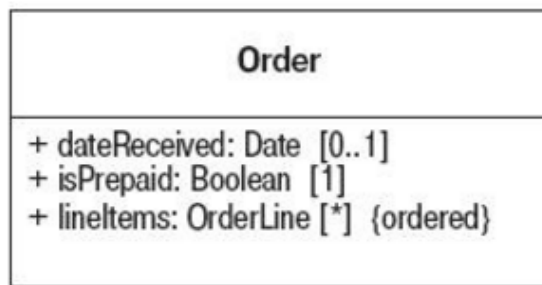 Order
+ dateReceived: Date [0..1]
+ isPrepaid: Boolean [1]
+ lineItems: OrderLine [*] {ordered}